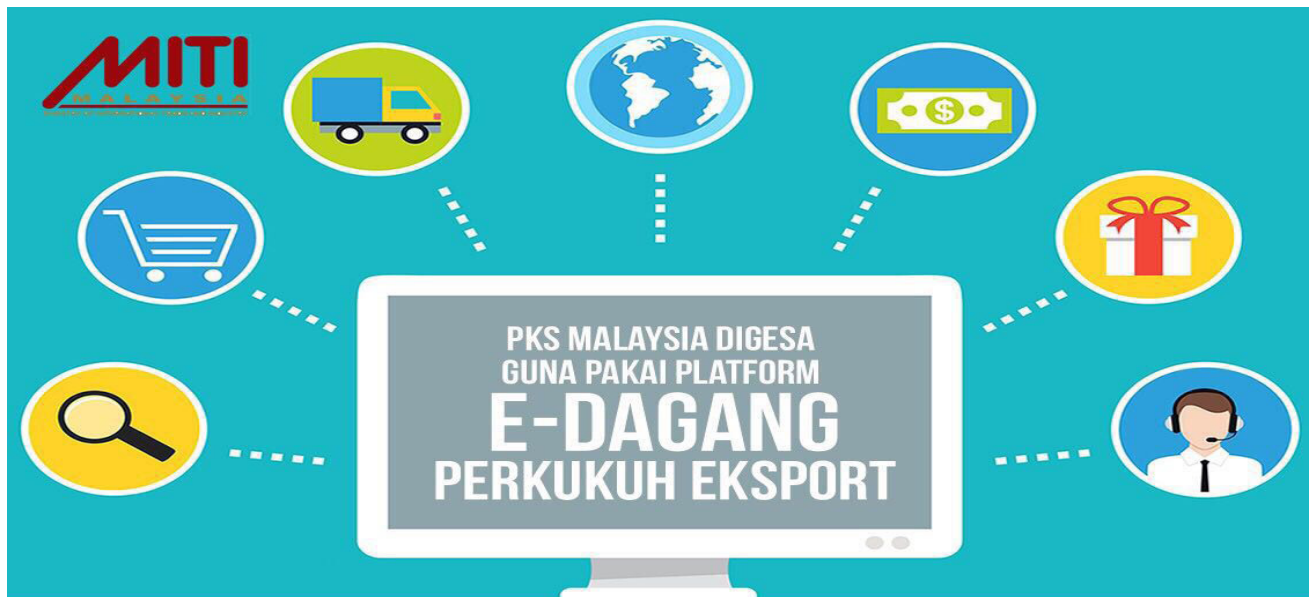 MITI
MALAYSIA
PKS MALAYSIA DIGESA
GUNA PAKAI PLATFORM
E-DAGANG
PERKUKUH EKSPORT